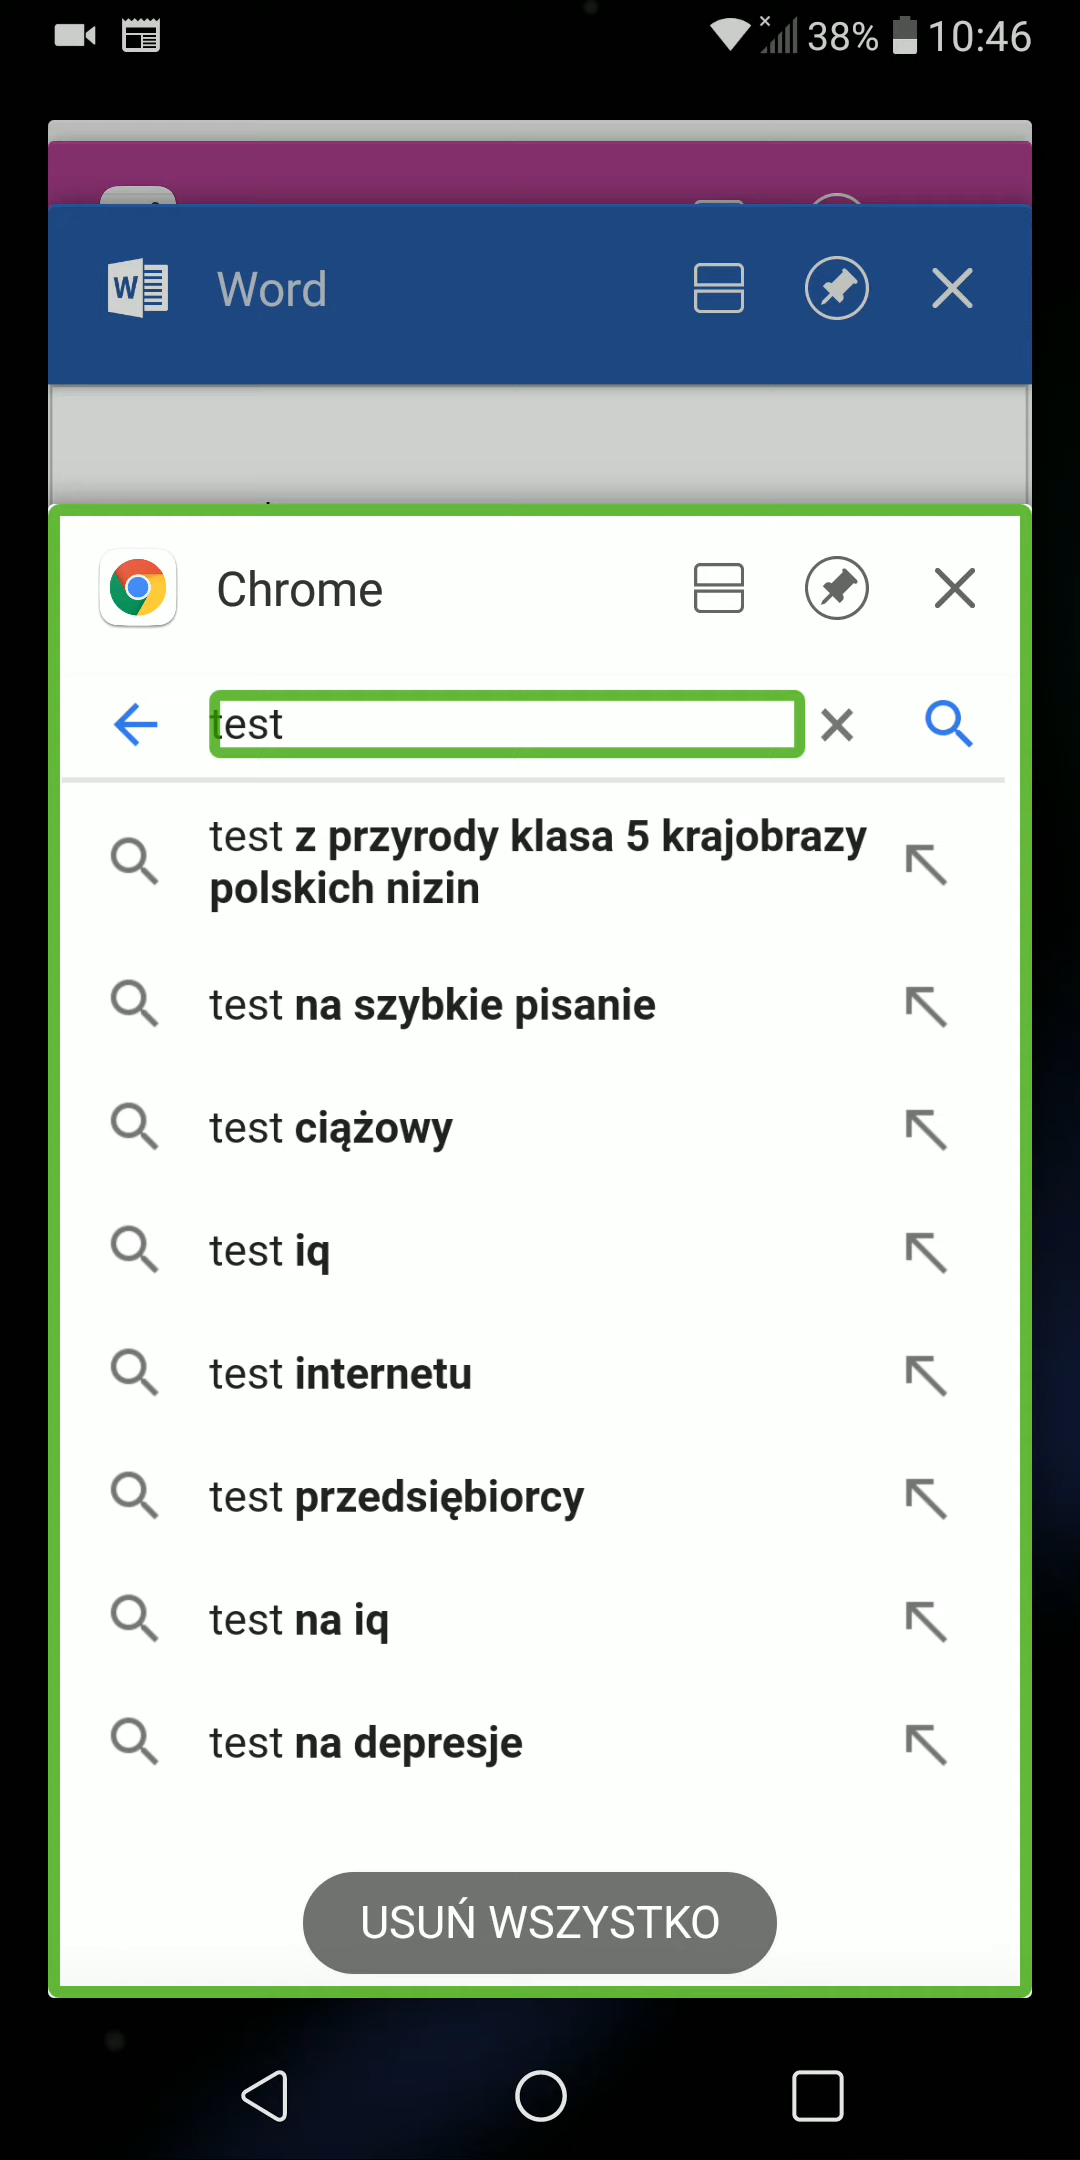 38% 10:46
W Word
Chrome
test
test z przyrody klasa 5 krajobrazy
polskich nizin
test na szybkie pisanie
test ciążowy
test iq
test internetu
test przedsiębiorcy
test na iq
test na depresje
USUŃ WSZYSTKO